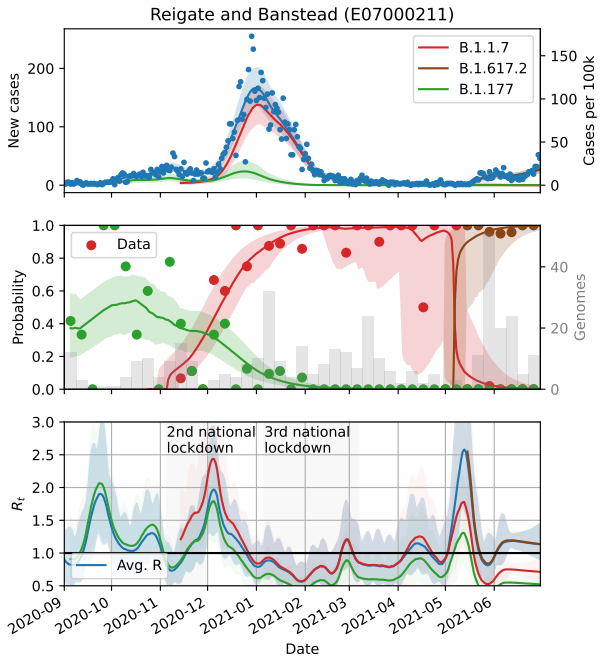 Reigate and Banstead (E07000211)
New cases
200
100
0
B.1.1.7
B.1.617.2
B.1.177
150
100
50
0
Cases per 100k
Probability
1.0
0.8
0.6
0.4
0.2
0.0
Data
40
20
0
Genomes
R_t
3.0
2.5
2.0
1.5
1.0
0.5
2nd national
lockdown
3rd national
lockdown
Avg. R
2020-09
2020-10
2020-11
2020-12
2021-01
2021-02
2021-03
2021-04
2021-05
2021-06
Date